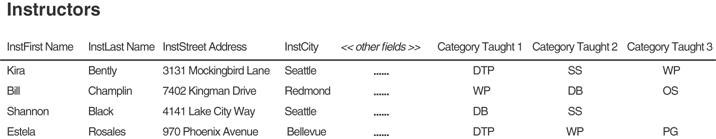 Instructors
InstFirst Name InstLast Name InstStreet Address InstCity << other fields >> Category Taught 1 Category Taught 2 Category Taught 3
Kira Bently 3131 Mockingbird Lane Seattle ...... DTP SS WP
Bill Champlin 7402 Kingman Drive Redmond ...... WP DB OS
Shannon Black 4141 Lake City Way Seattle ...... DB SS
Estela Rosales 970 Phoenix Avenue Bellevue ...... DTP WP PG